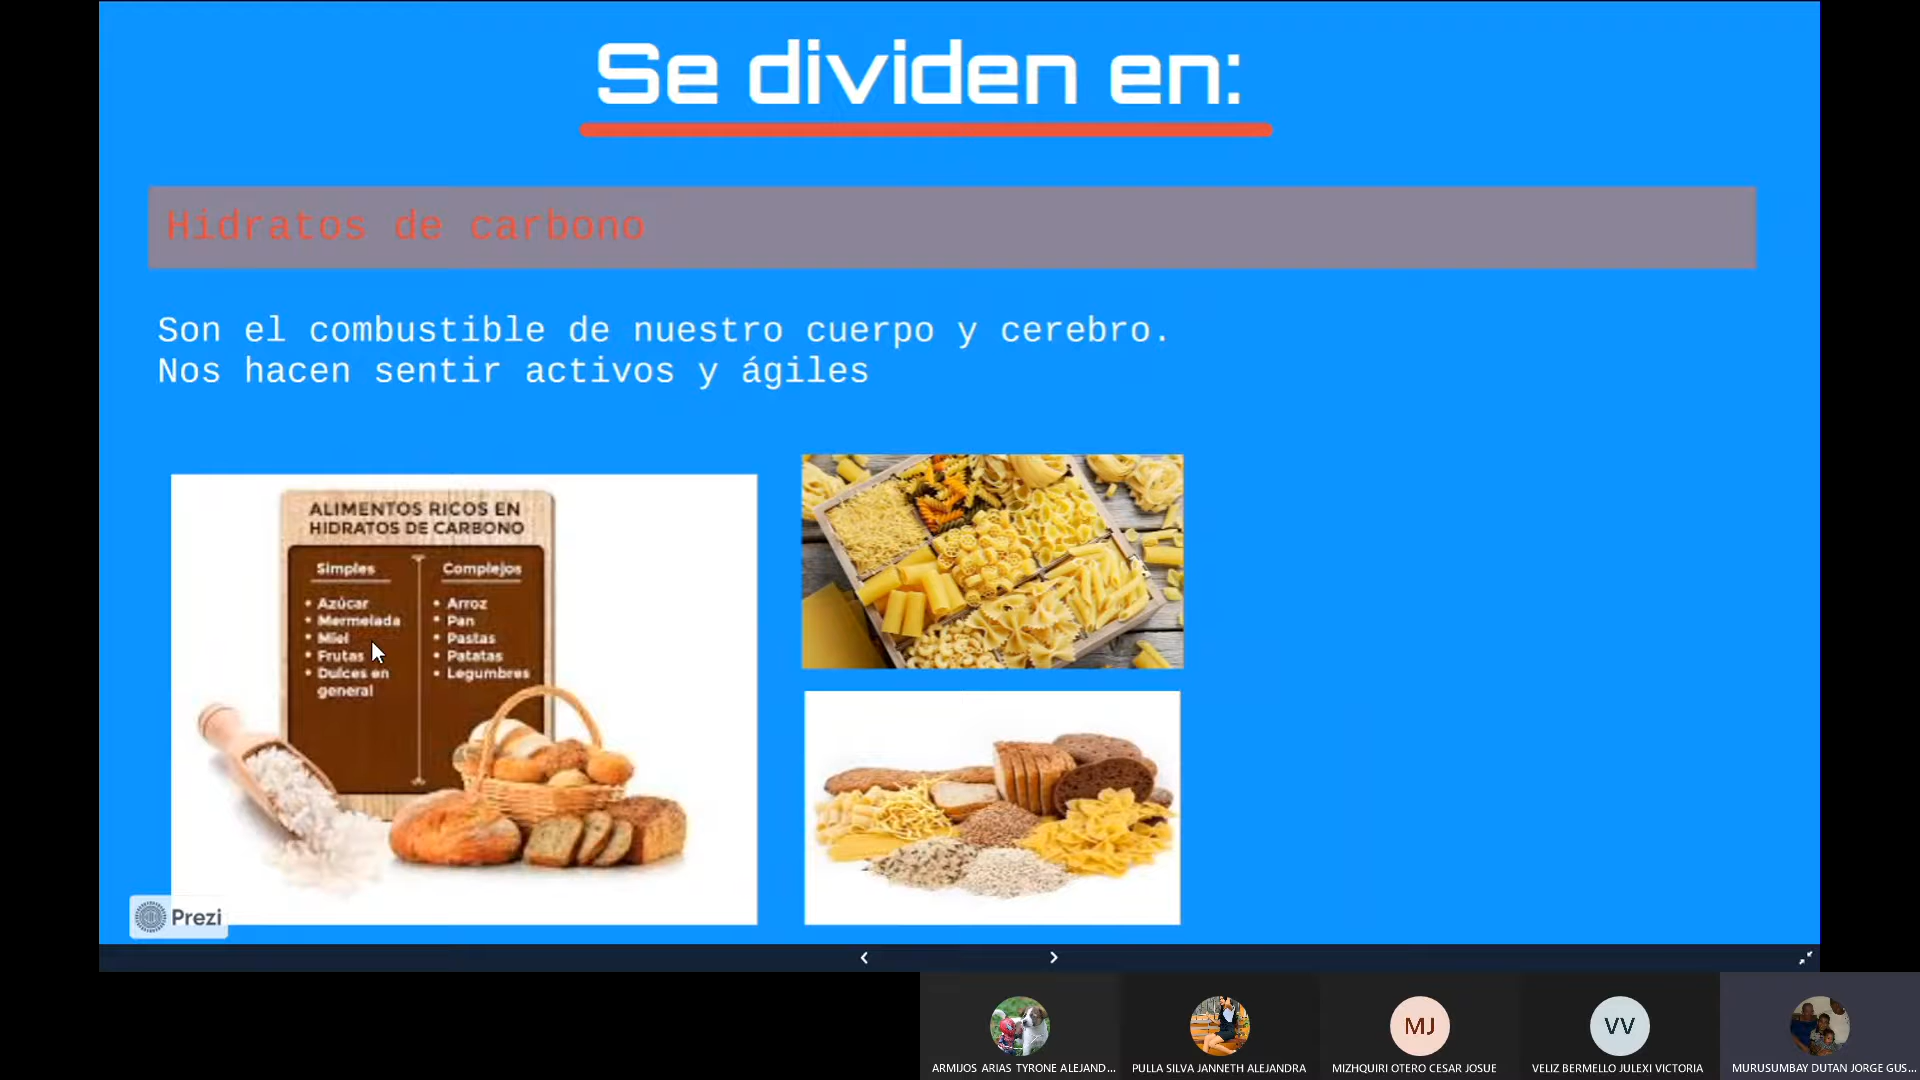 Se dividen en:
Hidratos de carbono
Son el combustible de nuestro cuerpo y cerebro.
Nos hacen sentir activos y ágiles
ALIMENTOS RICOS EN
HIDRATOS DE CARBONO
Simples
• Azúcar
• Mermelada
• Miel
• Frutas
• Dulces en
general
Complejos
• Arroz
• Pan
• Pastas
• Patatas
• Legumbres
Prezi
MJ
VV
ARMIJOS ARIAS TYRONE ALEJAND...
PULLA SILVA JANNETH ALEJANDRA
MIZHQUIRI OTERO CESAR JOSUE
VELIZ BERMELLO JULEXI VICTORIA
MURUSUMBAY DUTAN JORGE GUS...